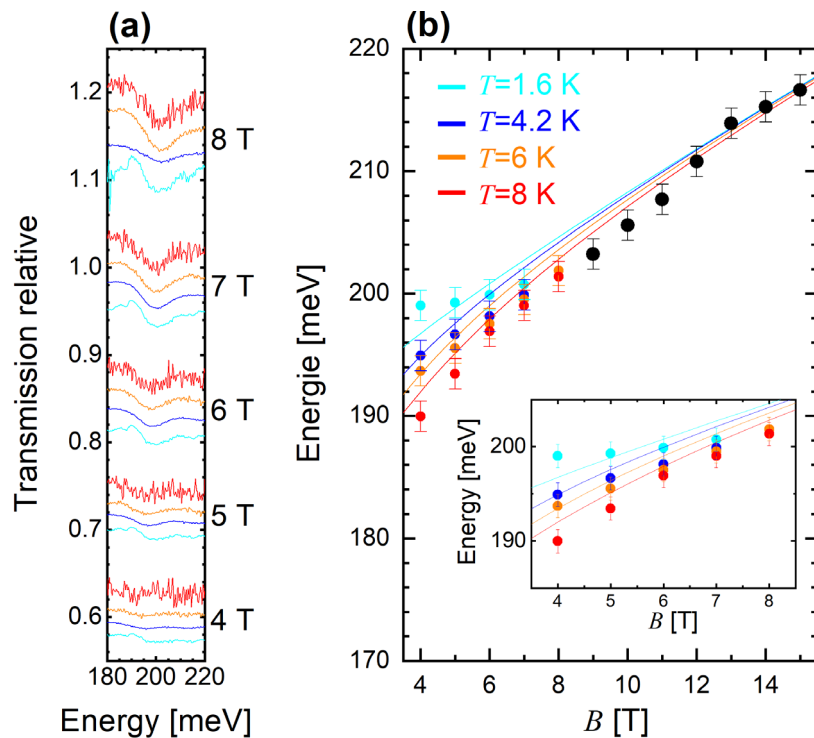 (a)
(b)
Transmission relative
1.2
1.1
1.0
0.9
0.8
0.7
0.6
8 T
7 T
6 T
5 T
4 T
180 200 220
Energy [meV]
Energie [meV]
220
210
200
190
180
170
T=1.6 K
T=4.2 K
T=6 K
T=8 K
4 6 8 10 12 14
B [T]
Energy [meV]
200
190
4 5 6 7 8
B [T]